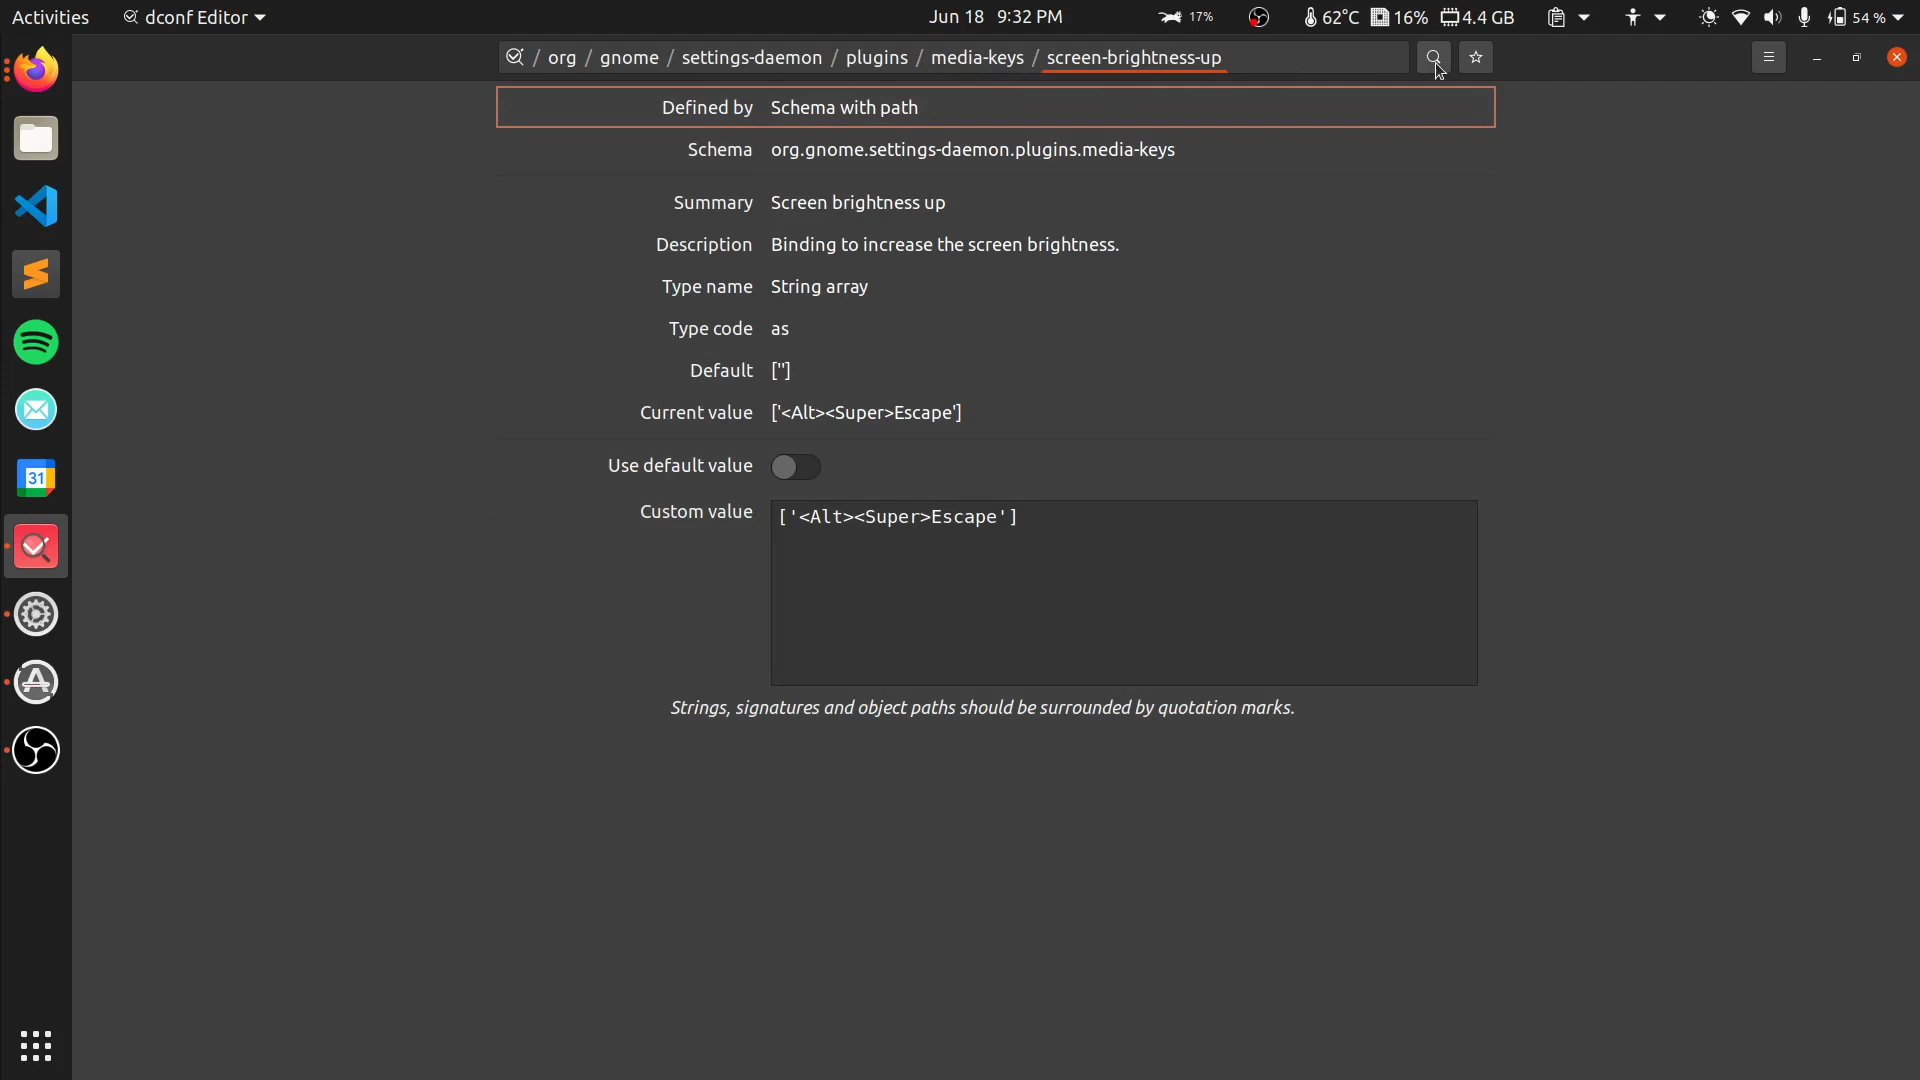 Activities dconf Editor Jun 18 9:32 PM 17% 62°C 16% 4.4 GB 54 %
/ org / gnome / settings-daemon / plugins / media-keys / screen-brightness-up
Defined by Schema with path
Schema org.gnome.settings-daemon.plugins.media-keys
Summary Screen brightness up
Description Binding to increase the screen brightness.
Type name String array
Type code as
Default ['']
Current value ['<Alt><Super>Escape']
Use default value
Custom value ['<Alt><Super>Escape']
Strings, signatures and object paths should be surrounded by quotation marks.
31